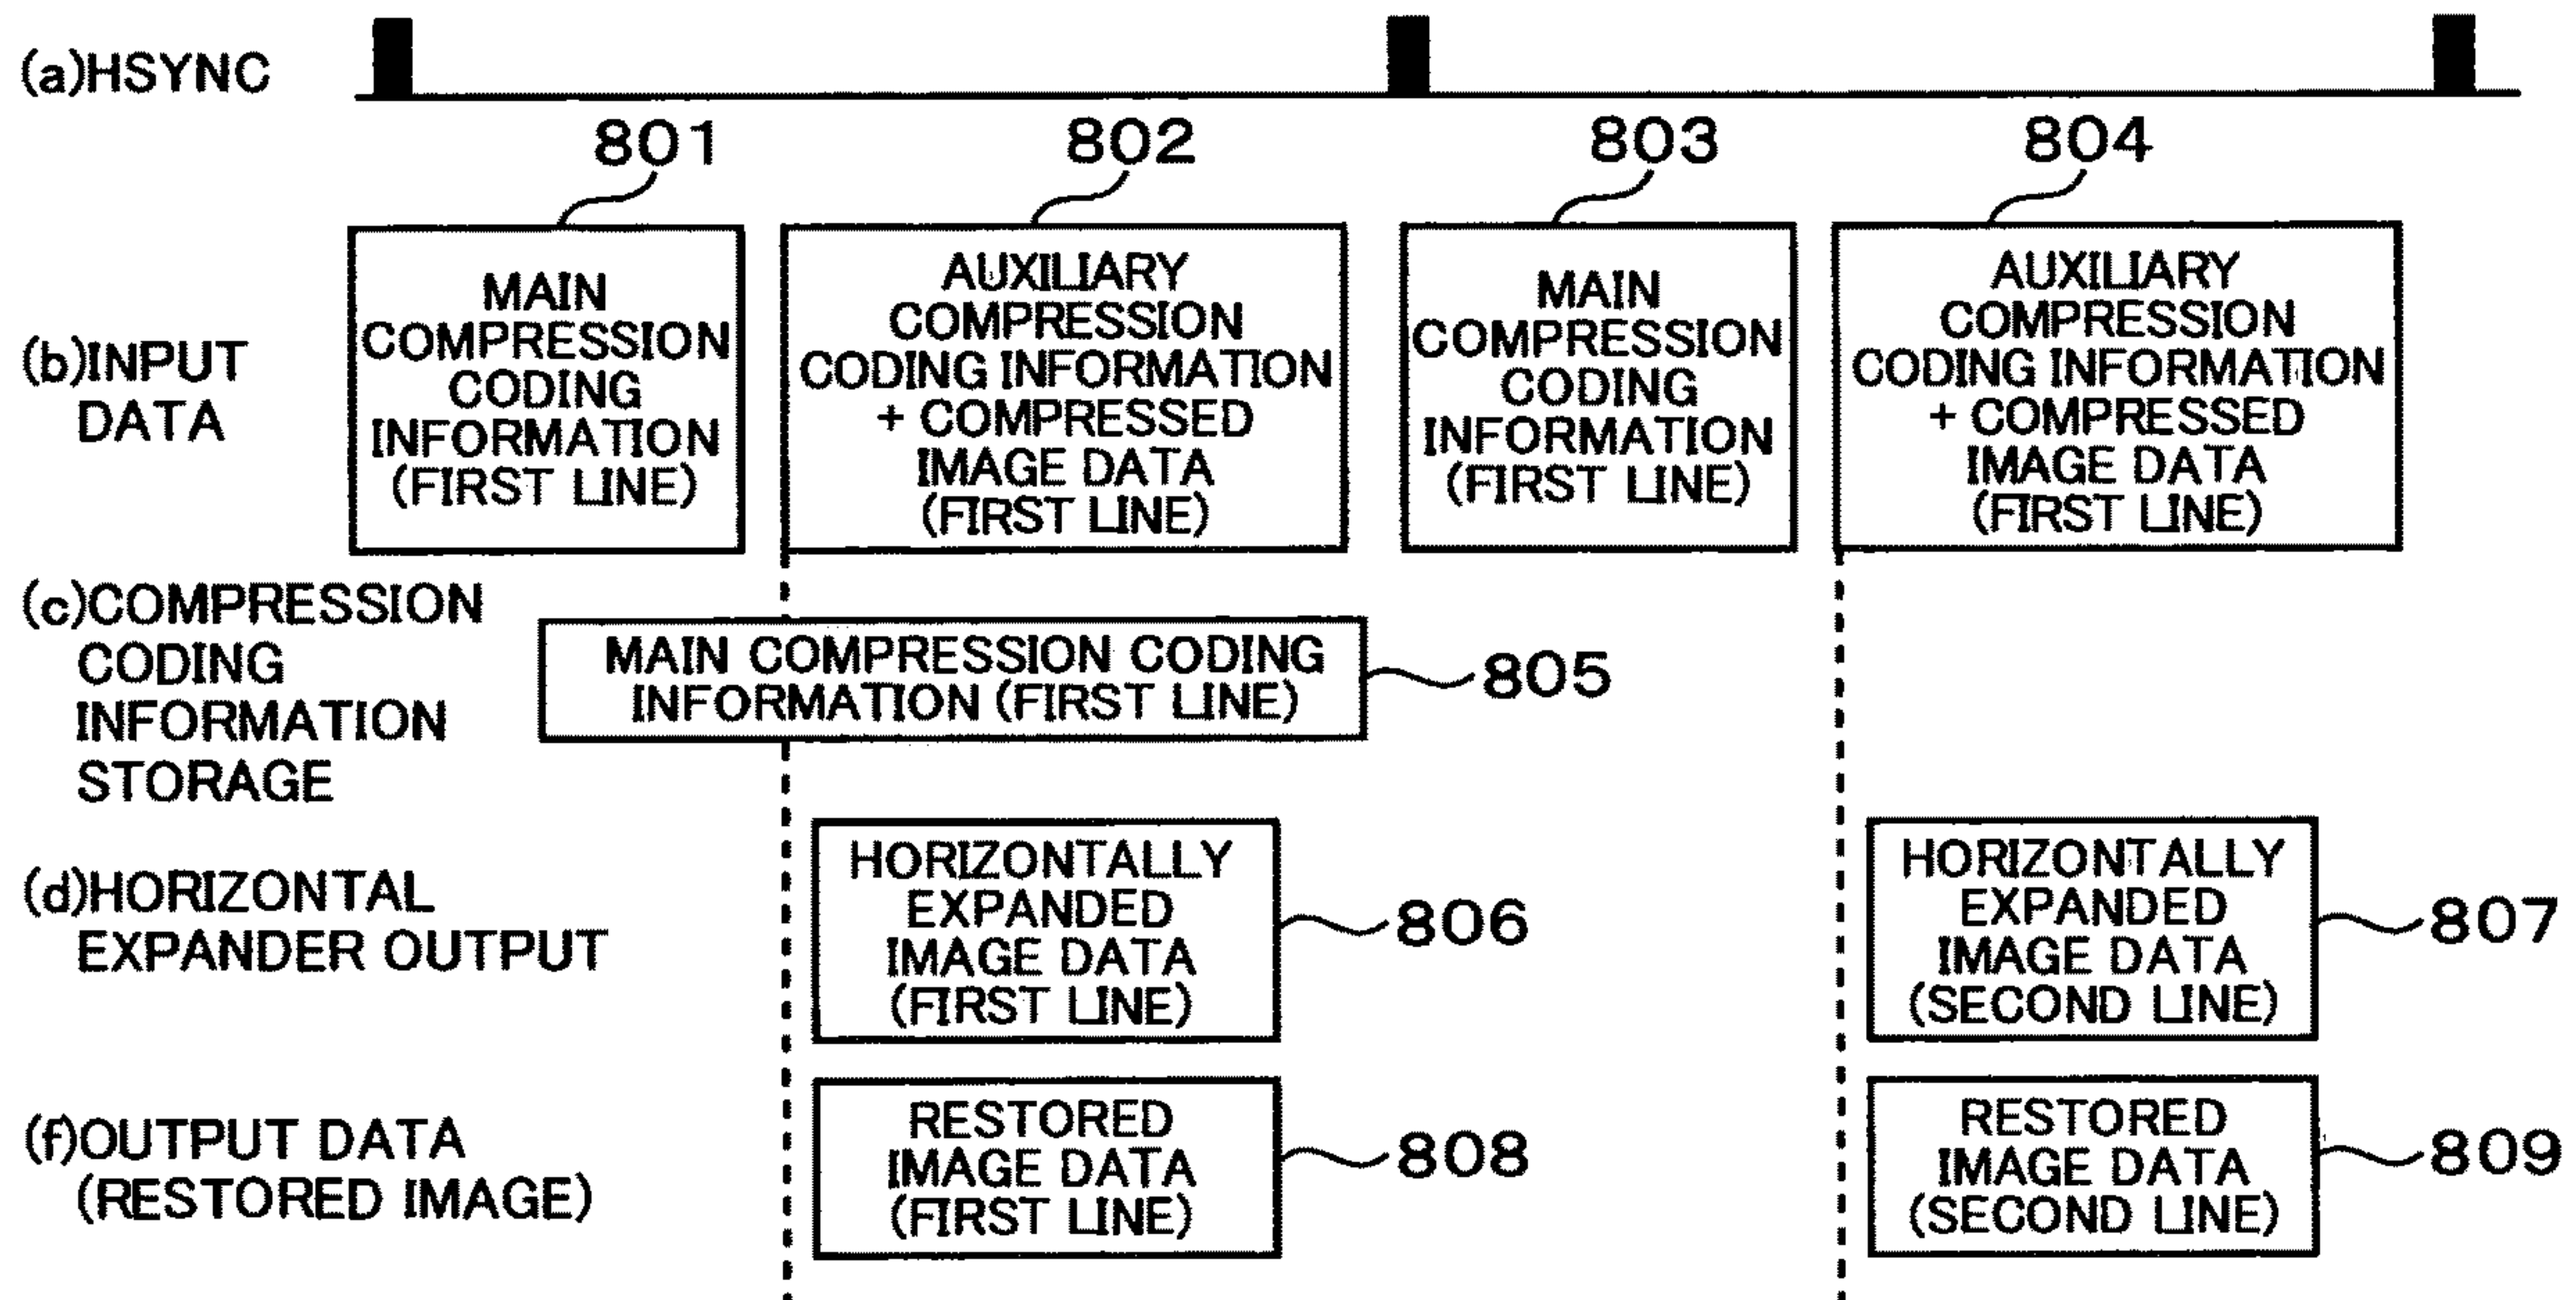 (a)HSYNC
801
802
803
804
(b)INPUT
DATA
MAIN
COMPRESSION
CODING
INFORMATION
(FIRST LINE)
AUXILIARY
COMPRESSION
CODING INFORMATION
+ COMPRESSED
IMAGE DATA
(FIRST LINE)
MAIN
COMPRESSION
CODING
INFORMATION
(FIRST LINE)
AUXILIARY
COMPRESSION
CODING INFORMATION
+ COMPRESSED
IMAGE DATA
(FIRST LINE)
(c)COMPRESSION
CODING
INFORMATION
STORAGE
MAIN COMPRESSION CODING
INFORMATION (FIRST LINE)
805
(d)HORIZONTAL
EXPANDER OUTPUT
HORIZONTALLY
EXPANDED
IMAGE DATA
(FIRST LINE)
806
HORIZONTALLY
EXPANDED
IMAGE DATA
(SECOND LINE)
807
(f)OUTPUT DATA
(RESTORED IMAGE)
RESTORED
IMAGE DATA
(FIRST LINE)
808
RESTORED
IMAGE DATA
(SECOND LINE)
809